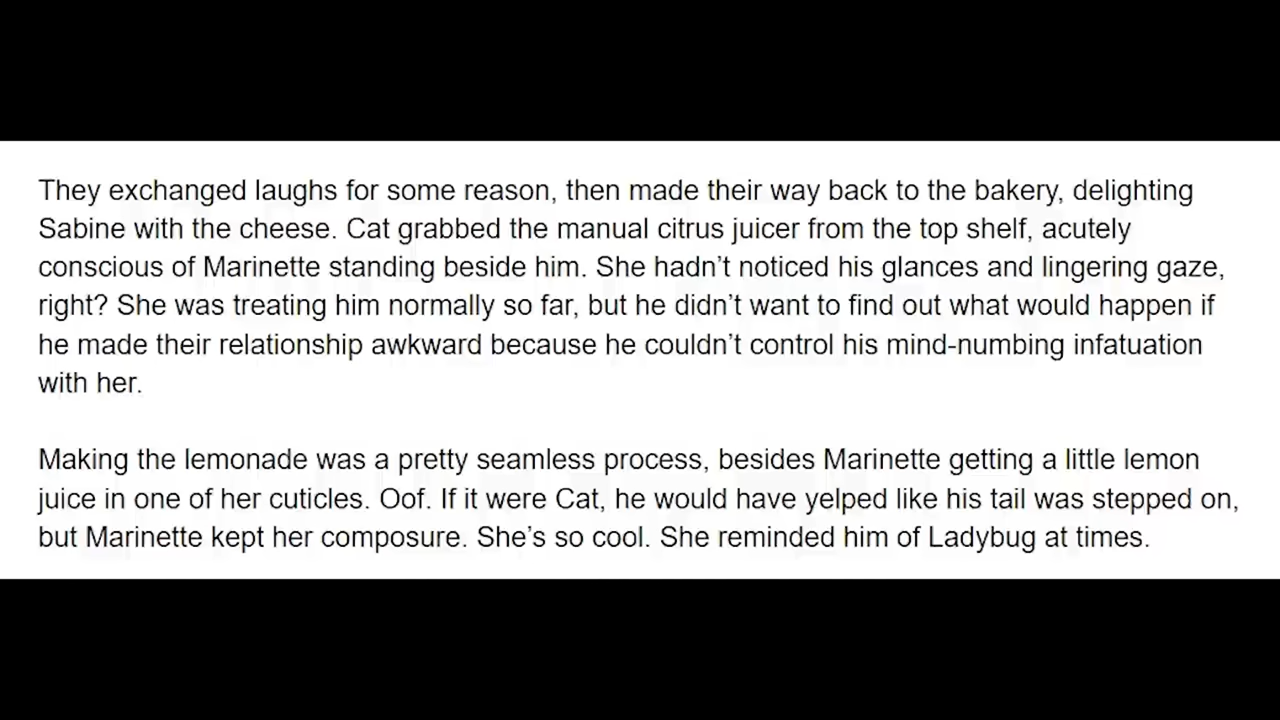 They exchanged laughs for some reason, then made their way back to the bakery, delighting
Sabine with the cheese. Cat grabbed the manual citrus juicer from the top shelf, acutely
conscious of Marinette standing beside him. She hadn’t noticed his glances and lingering gaze,
right? She was treating him normally so far, but he didn’t want to find out what would happen if
he made their relationship awkward because he couldn’t control his mind-numbing infatuation
with her.
Making the lemonade was a pretty seamless process, besides Marinette getting a little lemon
juice in one of her cuticles. Oof. If it were Cat, he would have yelped like his tail was stepped on,
but Marinette kept her composure. She’s so cool. She reminded him of Ladybug at times.